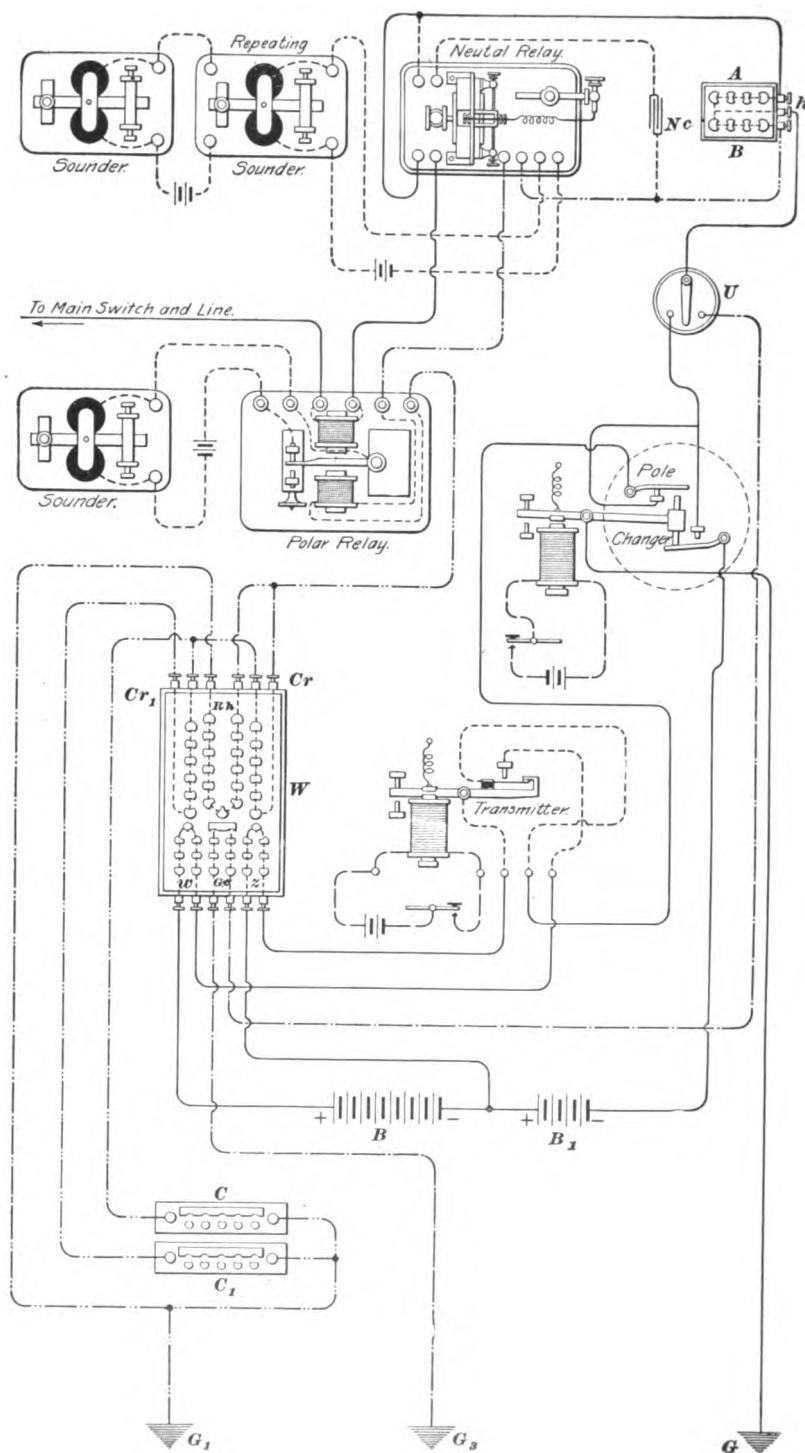 Repeating
Neutal Relay.
A
h
Nc
B
Sounder.
Sounder.
U
To Main Switch and Line.
Sounder.
Polar Relay.
Pole
Changer
Cr
Cr1
Rh
W
Transmitter.
W
Gc
Z
+
B
-
+
B1
-
C
C1
G1
G3
G